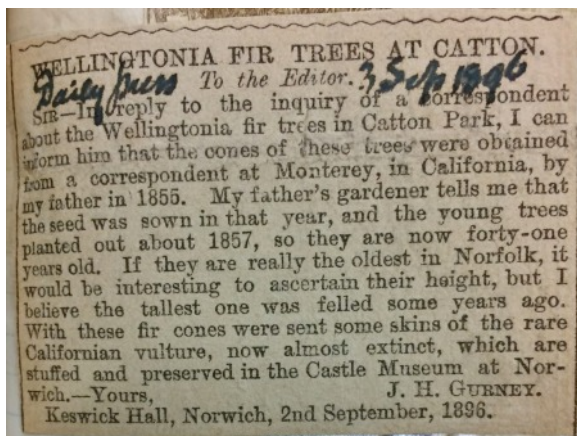 WELLINGTONIA FIR TREES AT CATTON.
Daily Press To the Editor. 3 Sep 1896
SIR—In reply to the inquiry of a correspondent
about the Wellingtonia fir trees in Catton Park, I can
inform him that the cones of these trees were obtained
from a correspondent at Monterey, in California, by
my father in 1855. My father's gardener tells me that
the seed was sown in that year, and the young trees
planted out about 1857, so they are now forty-one
years old. If they are really the oldest in Norfolk, it
would be interesting to ascertain their height, but I
believe the tallest one was felled some years ago.
With these fir cones were sent some skins of the rare
Californian vulture, now almost extinct, which are
stuffed and preserved in the Castle Museum at Nor-
wich.—Yours, J. H. GURNEY.
Keswick Hall, Norwich, 2nd September, 1896.